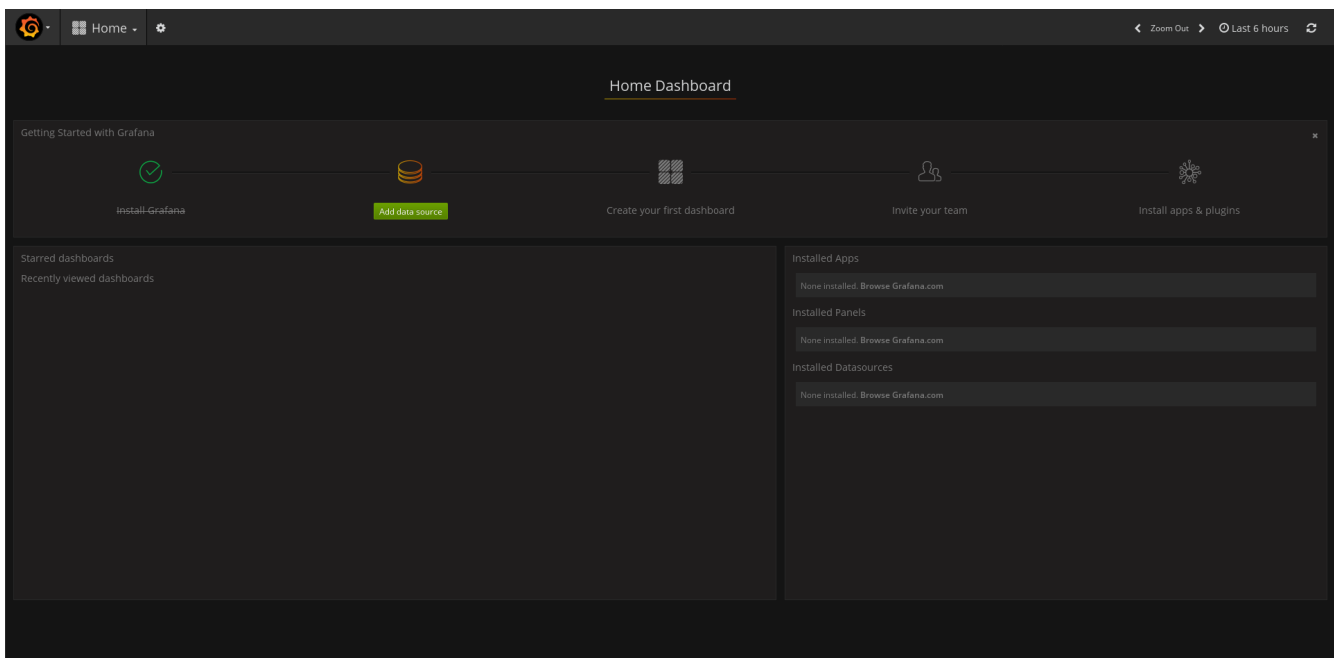 Home
Zoom Out
Last 6 hours
Home Dashboard
Getting Started with Grafana
Install Grafana
Add data source
Create your first dashboard
Invite your team
Install apps & plugins
Starred dashboards
Recently viewed dashboards
Installed Apps
None installed. Browse Grafana.com
Installed Panels
None installed. Browse Grafana.com
Installed Datasources
None installed. Browse Grafana.com